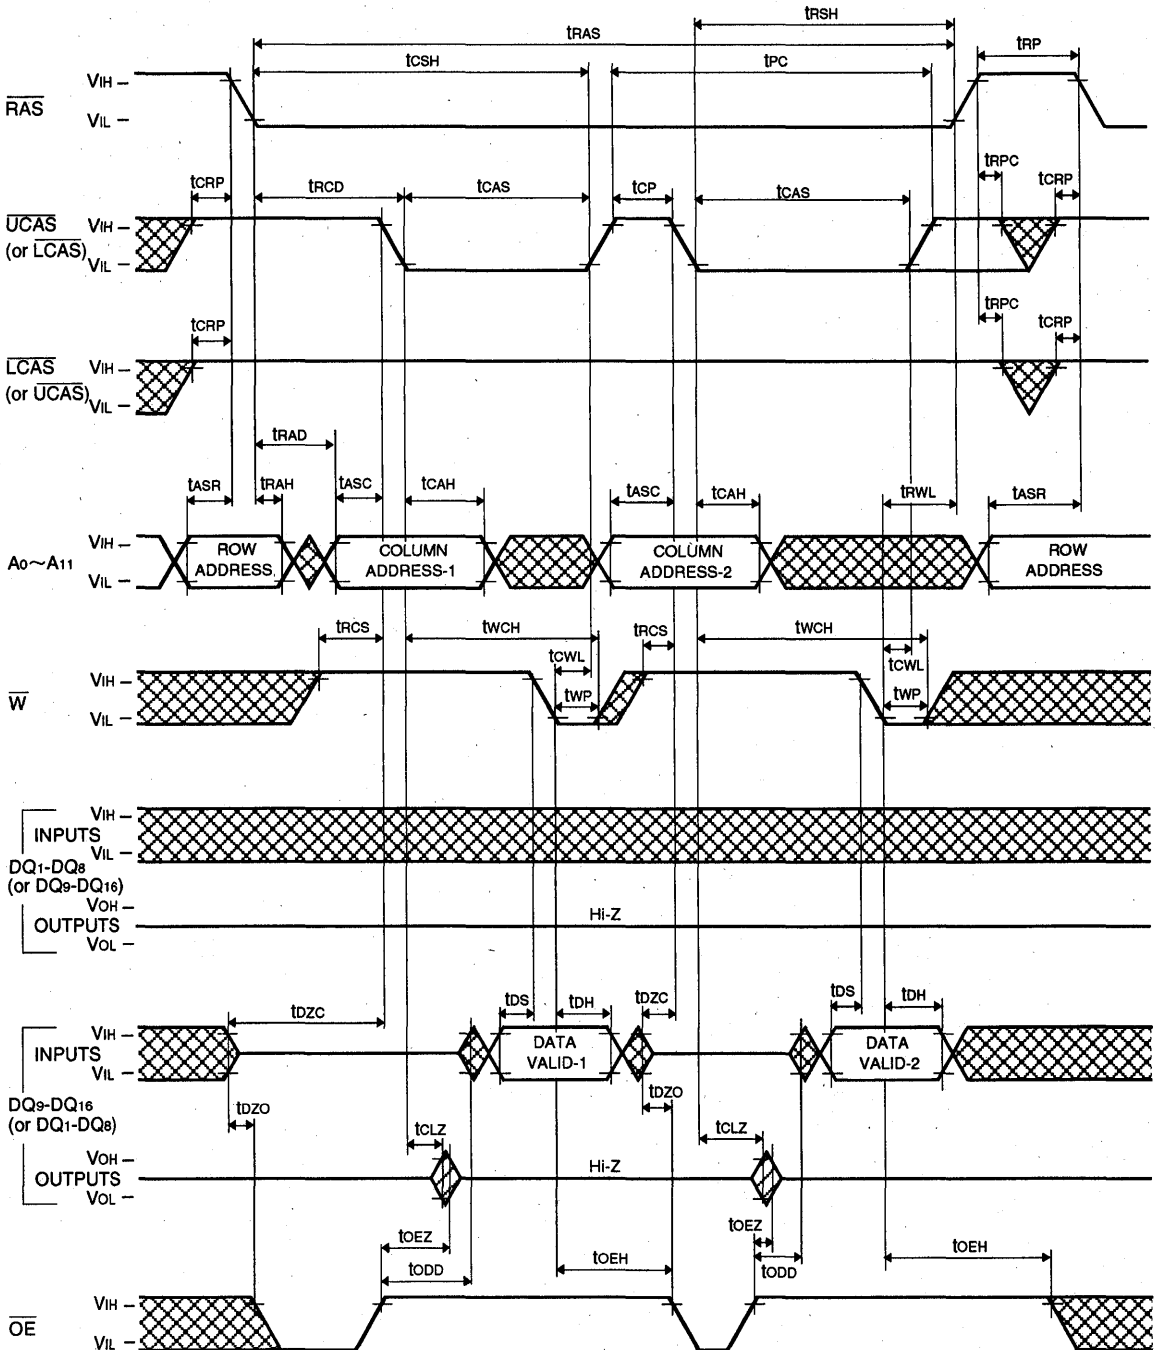 tRSH
tRAS
tRP
tCSH
tPC
RAS
VIH
VIL
tCRP
tRCD
tCAS
tCP
tCAS
tRPC
tCRP
UCAS
(or LCAS)
VIH
VIL
tCRP
tRPC
tCRP
LCAS
(or UCAS)
VIH
VIL
tRAD
tASR
tRAH
tASC
tCAH
tASC
tCAH
tRWL
tASR
A0~A11
VIH
VIL
ROW
ADDRESS
COLUMN
ADDRESS-1
COLUMN
ADDRESS-2
ROW
ADDRESS
tRCS
tWCH
tRCS
tWCH
tCWL
tCWL
tWP
tWP
W
VIH
VIL
VIH
INPUTS
VIL
DQ1-DQ8
(or DQ9-DQ16)
VOH
OUTPUTS
VOL
Hi-Z
tDZC
tDS
tDH
tDZC
tDS
tDH
VIH
INPUTS
VIL
DATA
VALID-1
DATA
VALID-2
DQ9-DQ16
(or DQ1-DQ8)
tDZO
tDZO
tCLZ
tCLZ
VOH
OUTPUTS
VOL
Hi-Z
tOEZ
tODD
tOEH
tOEZ
tODD
tOEH
OE
VIH
VIL